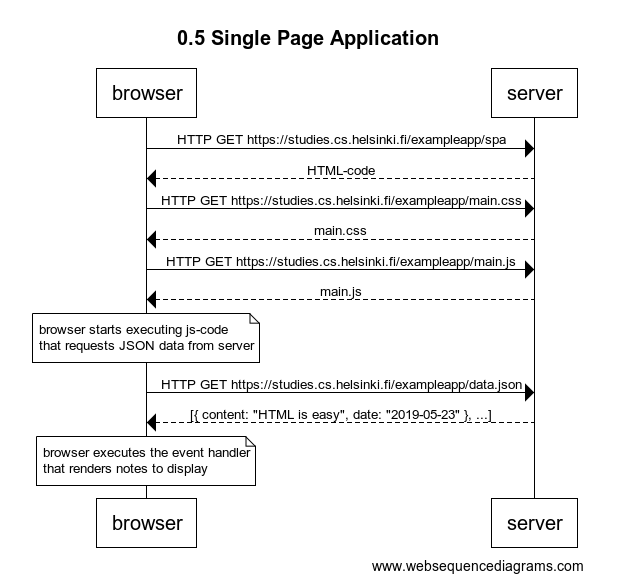 0.5 Single Page Application
browser
server
HTTP GET https://studies.cs.helsinki.fi/exampleapp/spa
HTML-code
HTTP GET https://studies.cs.helsinki.fi/exampleapp/main.css
main.css
HTTP GET https://studies.cs.helsinki.fi/exampleapp/main.js
main.js
browser starts executing js-code
that requests JSON data from server
HTTP GET https://studies.cs.helsinki.fi/exampleapp/data.json
[{ content: "HTML is easy", date: "2019-05-23" }, ...]
browser executes the event handler
that renders notes to display
browser
server
www.websequencediagrams.com